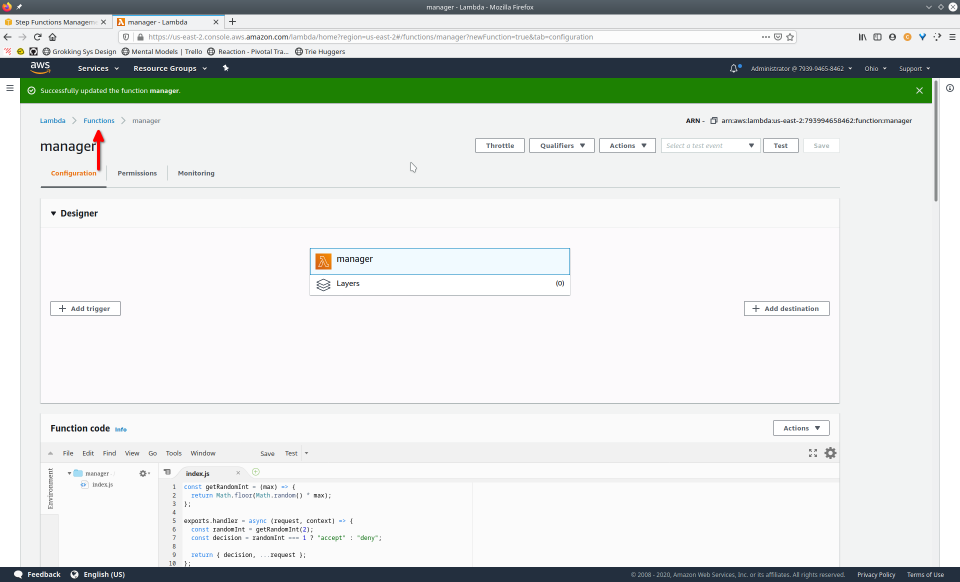 manager - Lambda - Mozilla Firefox
Step Functions Manageme
manager - Lambda
https://us-east-2.console.aws.amazon.com/lambda/home?region=us-east-2#/functions/manager?newFunction=true&tab=configuration
Grokking Sys Design
Mental Models | Trello
Reaction - Pivotal Tra...
Trie Huggers
aws
Services
Resource Groups
Administrator @ 7939-9465-8462
Ohio
Support
Successfully updated the function manager.
Lambda
Functions
manager
ARN - arn:aws:lambda:us-east-2:793994658462:function:manager
manager
Throttle
Qualifiers
Actions
Select a test event
Test
Save
Configuration
Permissions
Monitoring
Designer
manager
Layers
(0)
+ Add trigger
+ Add destination
Function code Info
Actions
File Edit Find View Go Tools Window Save Test
Environment
manager
index.js
index.js
1 const getRandomInt = (max) => {
2 return Math.floor(Math.random() * max);
3 };
4
5 exports.handler = async (request, context) => {
6 const randomInt = getRandomInt(2);
7 const decision = randomInt === 1 ? "accept" : "deny";
8
9 return { decision, ...request };
10 };
Feedback
English (US)
© 2008 - 2020, Amazon Web Services, Inc. or its affiliates. All rights reserved.
Privacy Policy
Terms of Use